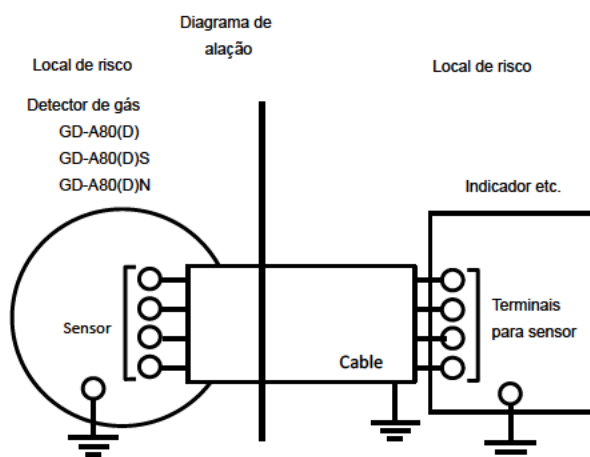 Diagrama de
alação
Local de risco
Local de risco
Detector de gás
GD-A80(D)
GD-A80(D)S
GD-A80(D)N
Indicador etc.
Sensor
Terminais
para sensor
Cable